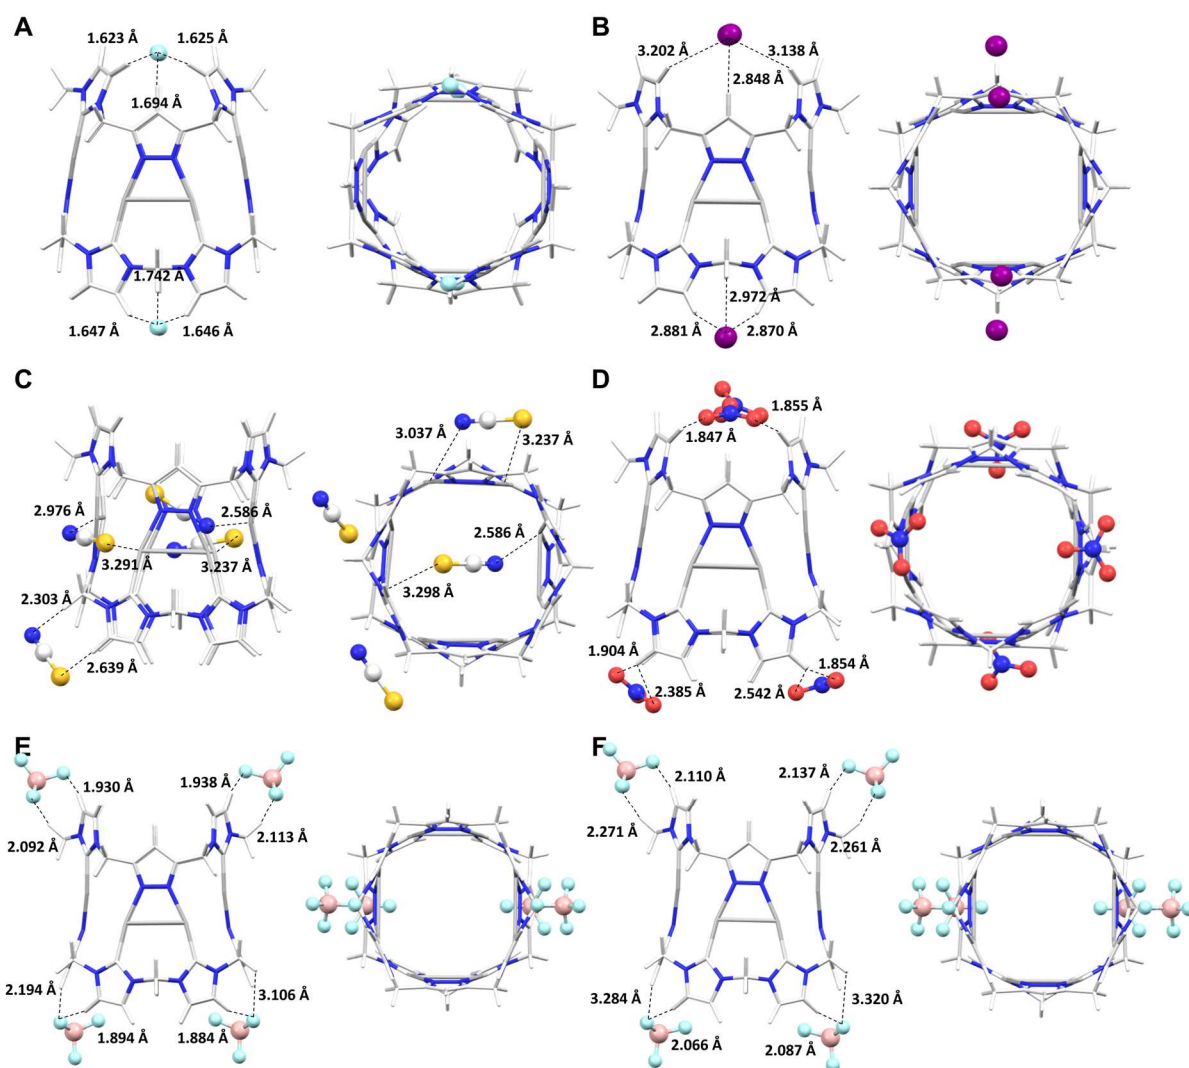 A
1.623 Å 1.625 Å
1.694 Å
1.742 Å
1.647 Å 1.646 Å
B
3.202 Å 3.138 Å
2.848 Å
2.972 Å
2.881 Å 2.870 Å
C
3.037 Å 3.237 Å
2.976 Å 2.586 Å
2.586 Å
3.291 Å 3.237 Å
3.298 Å
2.303 Å
2.639 Å
D
1.855 Å
1.847 Å
1.904 Å 1.854 Å
2.385 Å 2.542 Å
E
1.930 Å 1.938 Å
2.092 Å 2.113 Å
2.194 Å 3.106 Å
1.894 Å 1.884 Å
F
2.110 Å 2.137 Å
2.271 Å 2.261 Å
3.284 Å 3.320 Å
2.066 Å 2.087 Å